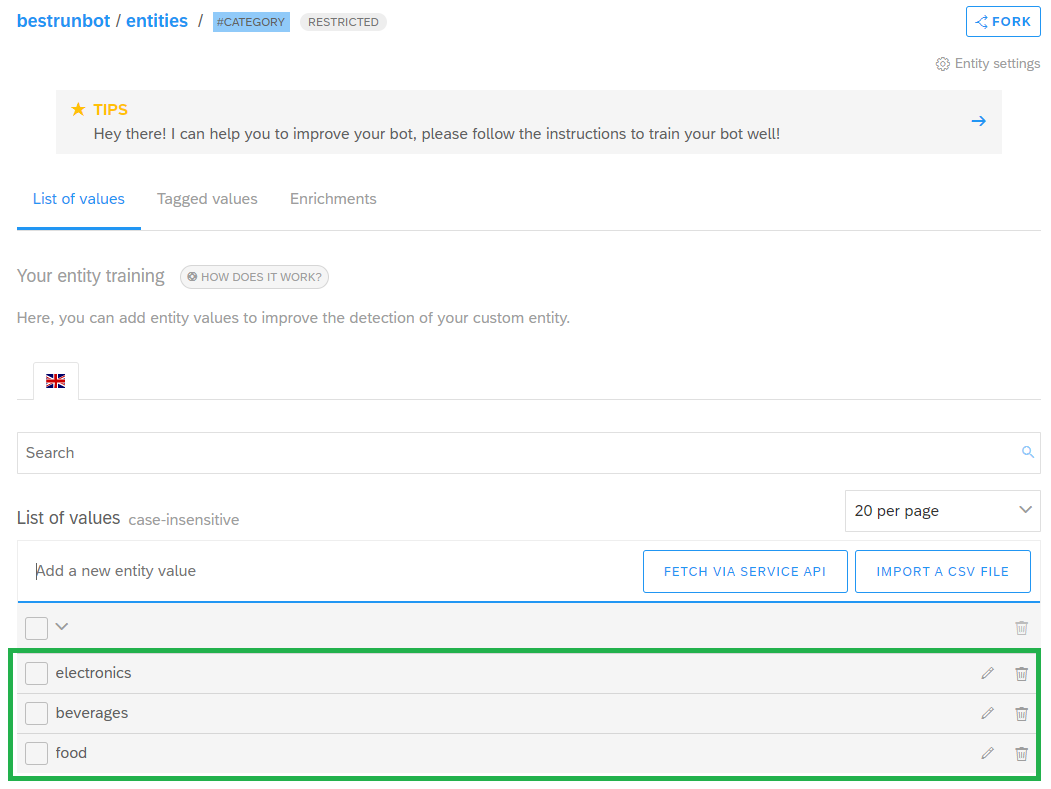 bestrunbot / entities / #CATEGORY RESTRICTED FORK
Entity settings
TIPS
Hey there! I can help you to improve your bot, please follow the instructions to train your bot well!
List of values Tagged values Enrichments
Your entity training HOW DOES IT WORK?
Here, you can add entity values to improve the detection of your custom entity.
Search
List of values case-insensitive 20 per page
Add a new entity value FETCH VIA SERVICE API IMPORT A CSV FILE
electronics
beverages
food